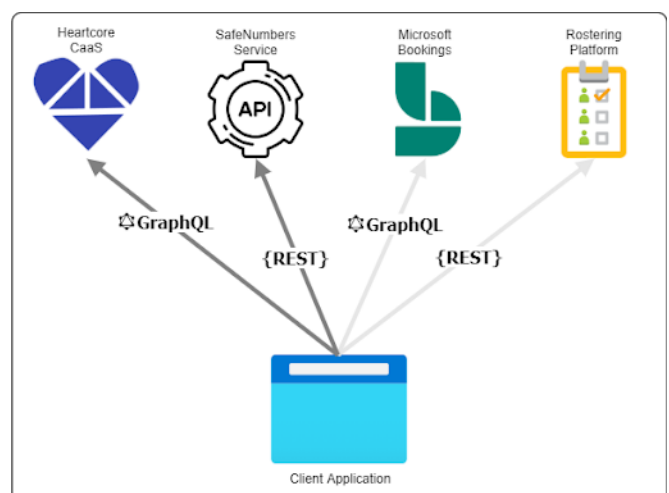 Heartcore
CaaS
SafeNumbers
Service
Microsoft
Bookings
Rostering
Platform
API
GraphQL
{REST}
GraphQL
{REST}
Client Application